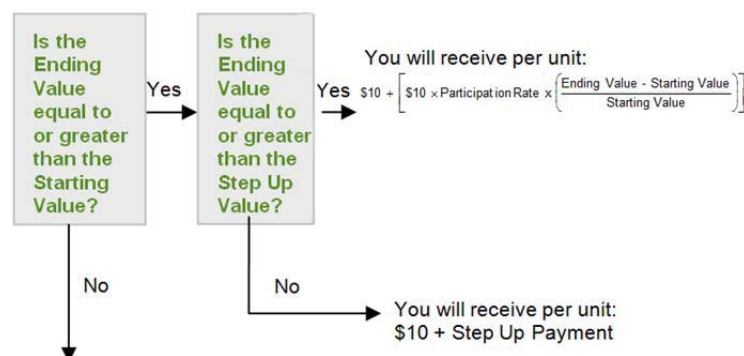 Is the
Ending
Value
equal to
or greater
than the
Starting
Value?
Yes
Is the
Ending
Value
equal to
or greater
than the
Step Up
Value?
Yes
You will receive per unit:
$10 + [ $10 × Participation Rate x ( Ending Value - Starting Value
Starting Value ) ]
No
No
You will receive per unit:
$10 + Step Up Payment